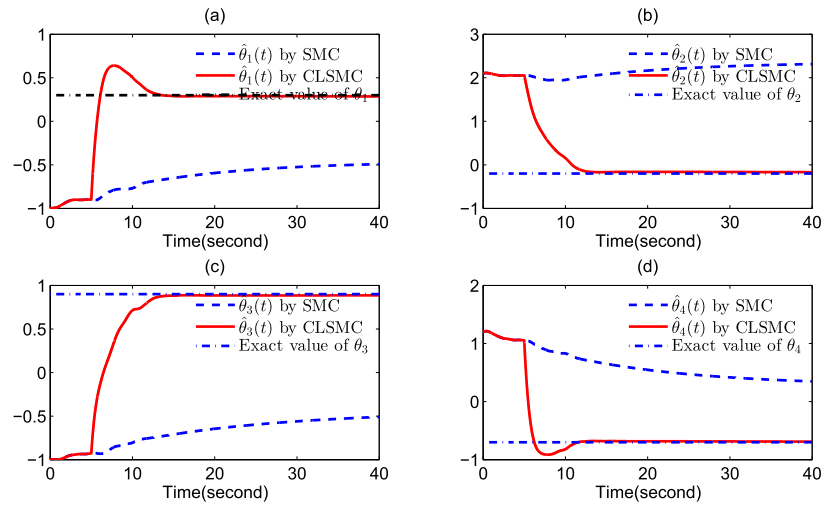 (a)
1
0.5
0
−0.5
−1
0
10
20
30
40
Time(second)
θ̂₁(t) by SMC
θ̂₁(t) by CLSMC
Exact value of θ₁
(b)
3
2
1
0
−1
0
10
20
30
40
Time(second)
θ̂₂(t) by SMC
θ̂₂(t) by CLSMC
Exact value of θ₂
(c)
1
0.5
0
−0.5
−1
0
10
20
30
40
Time(second)
θ̂₃(t) by SMC
θ̂₃(t) by CLSMC
Exact value of θ₃
(d)
2
1
0
−1
0
10
20
30
40
Time(second)
θ̂₄(t) by SMC
θ̂₄(t) by CLSMC
Exact value of θ₄